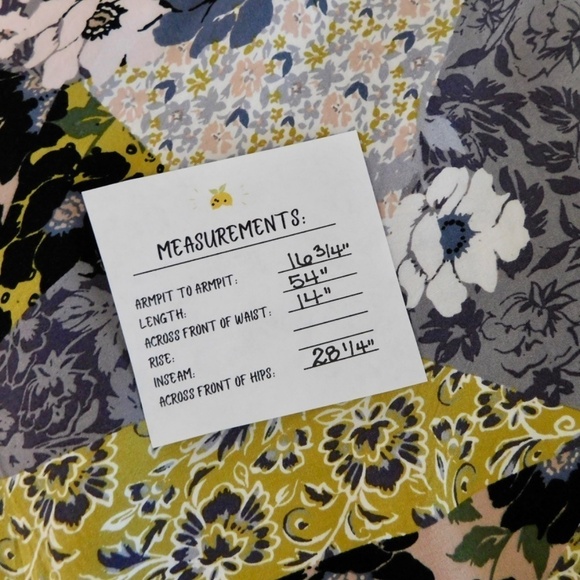 MEASUREMENTS:
ARMPIT TO ARMPIT: 16 3/4"
LENGTH: 54"
ACROSS FRONT OF WAIST: 14"
RISE:
INSEAM:
ACROSS FRONT OF HIPS: 28 1/4"